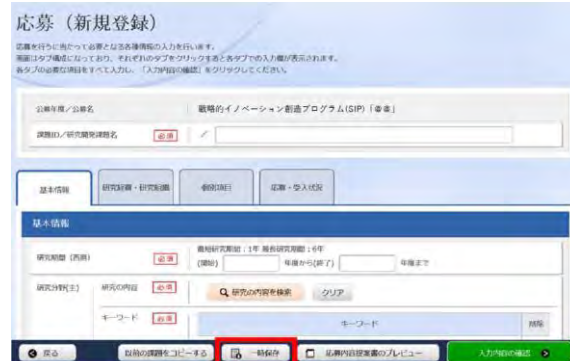 応募（新規登録）
応募を行うに当たって必要となる各種情報の入力を行います。
画面はタブ構成になっており、それぞれのタブをクリックすると各タブでの入力欄が表示されます。
各タブの必要な項目をすべて入力し、「入力内容の確認」をクリックしてください。
公募年度／公募名 戦略的イノベーション創造プログラム(SIP)「
課題ID／研究開発課題名 必須 ／
基本情報 研究組織 個別項目 応募・受入状況
基本情報
研究期間（西暦） 必須 最短研究期間：1年 最長研究期間：6年
(開始) 年度から(終了) 年度まで
研究分野(主) 研究の内容 必須 研究の内容を検索 クリア
キーワード 必須 キーワード 削除
戻る 以前の課題をコピーする 一時保存 応募内容提案書のプレビュー 入力内容の確認